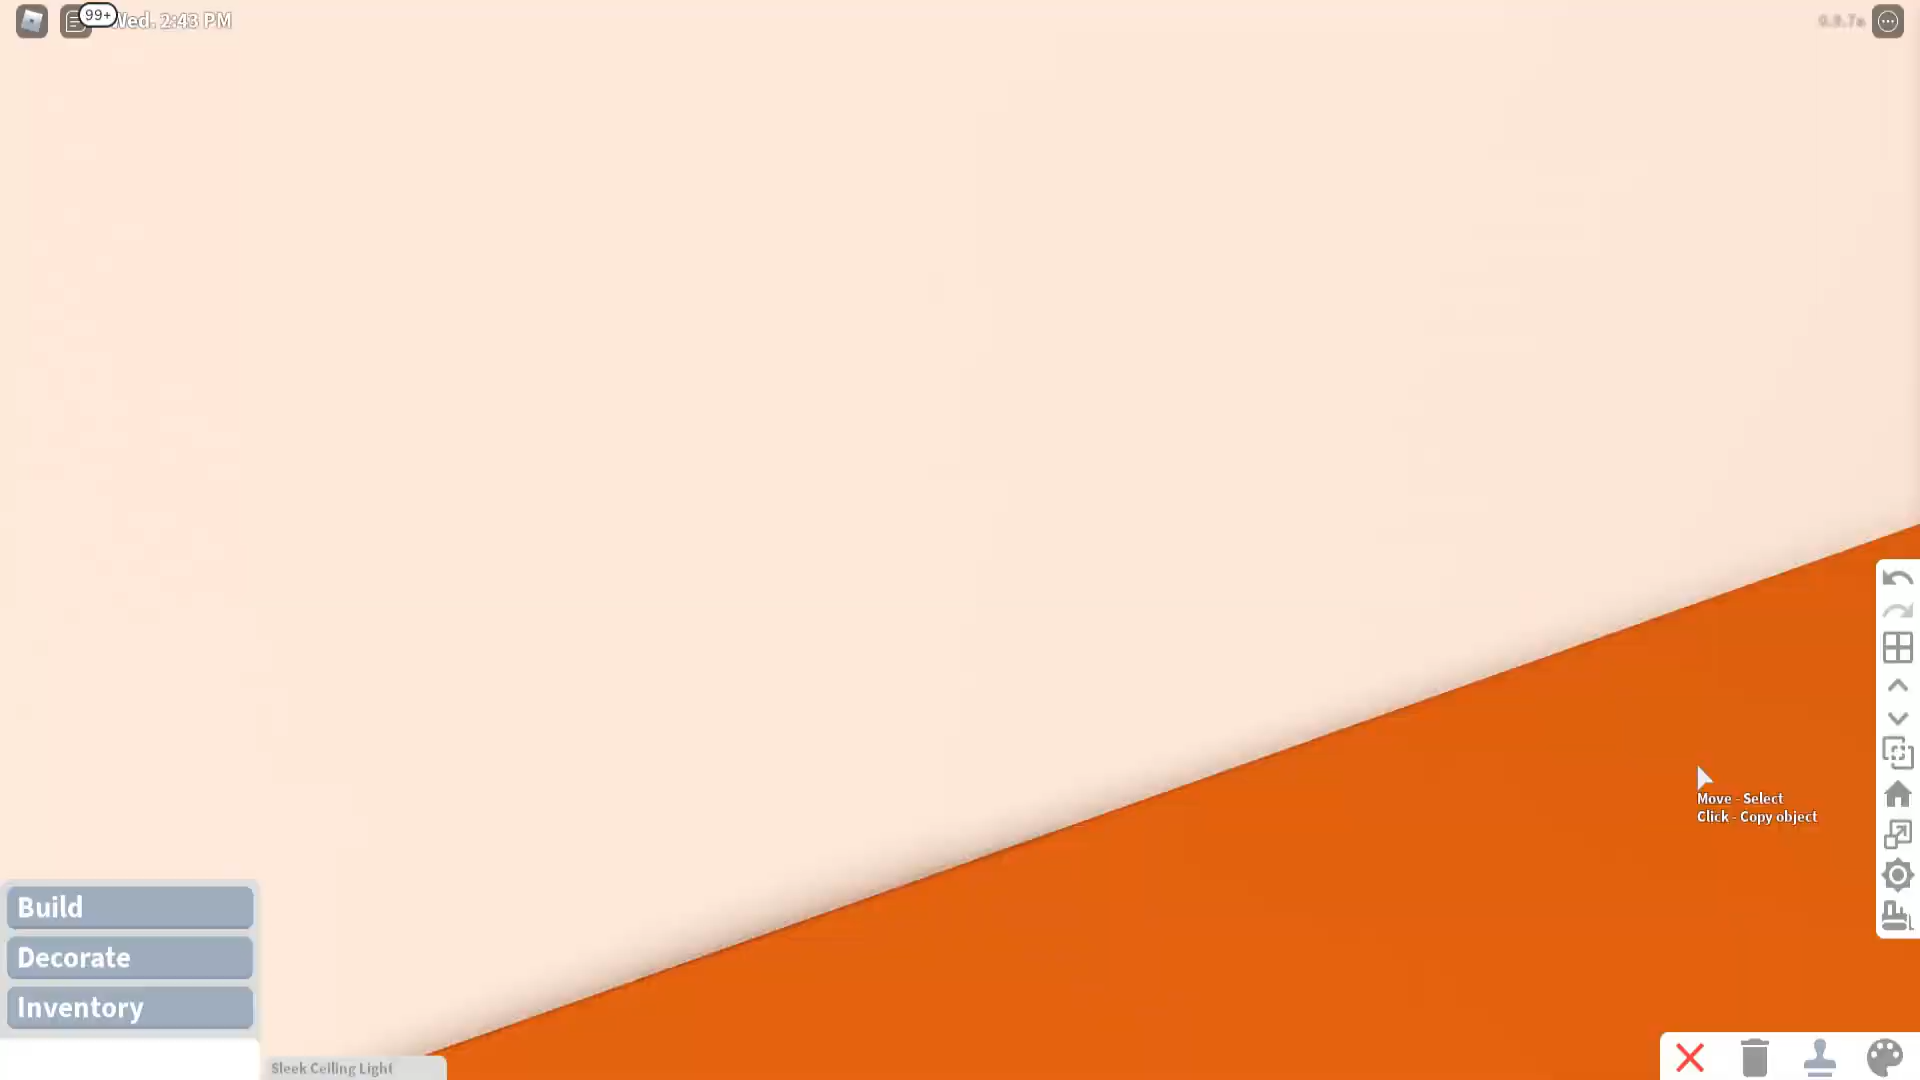 99+
Wed. 2:43 PM
Move - Select
Click - Copy object
Build
Decorate
Inventory
Sleek Ceiling Light